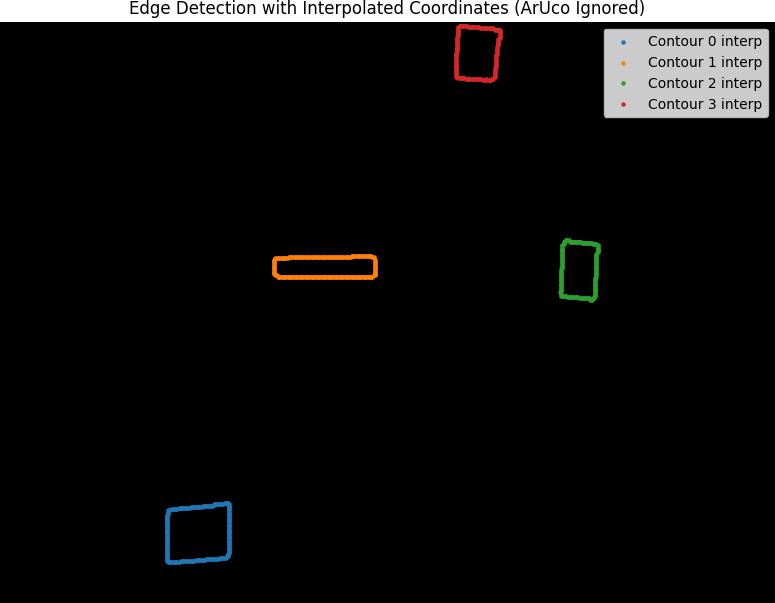 Edge Detection with Interpolated Coordinates (ArUco Ignored)
Contour 0 interp
Contour 1 interp
Contour 2 interp
Contour 3 interp